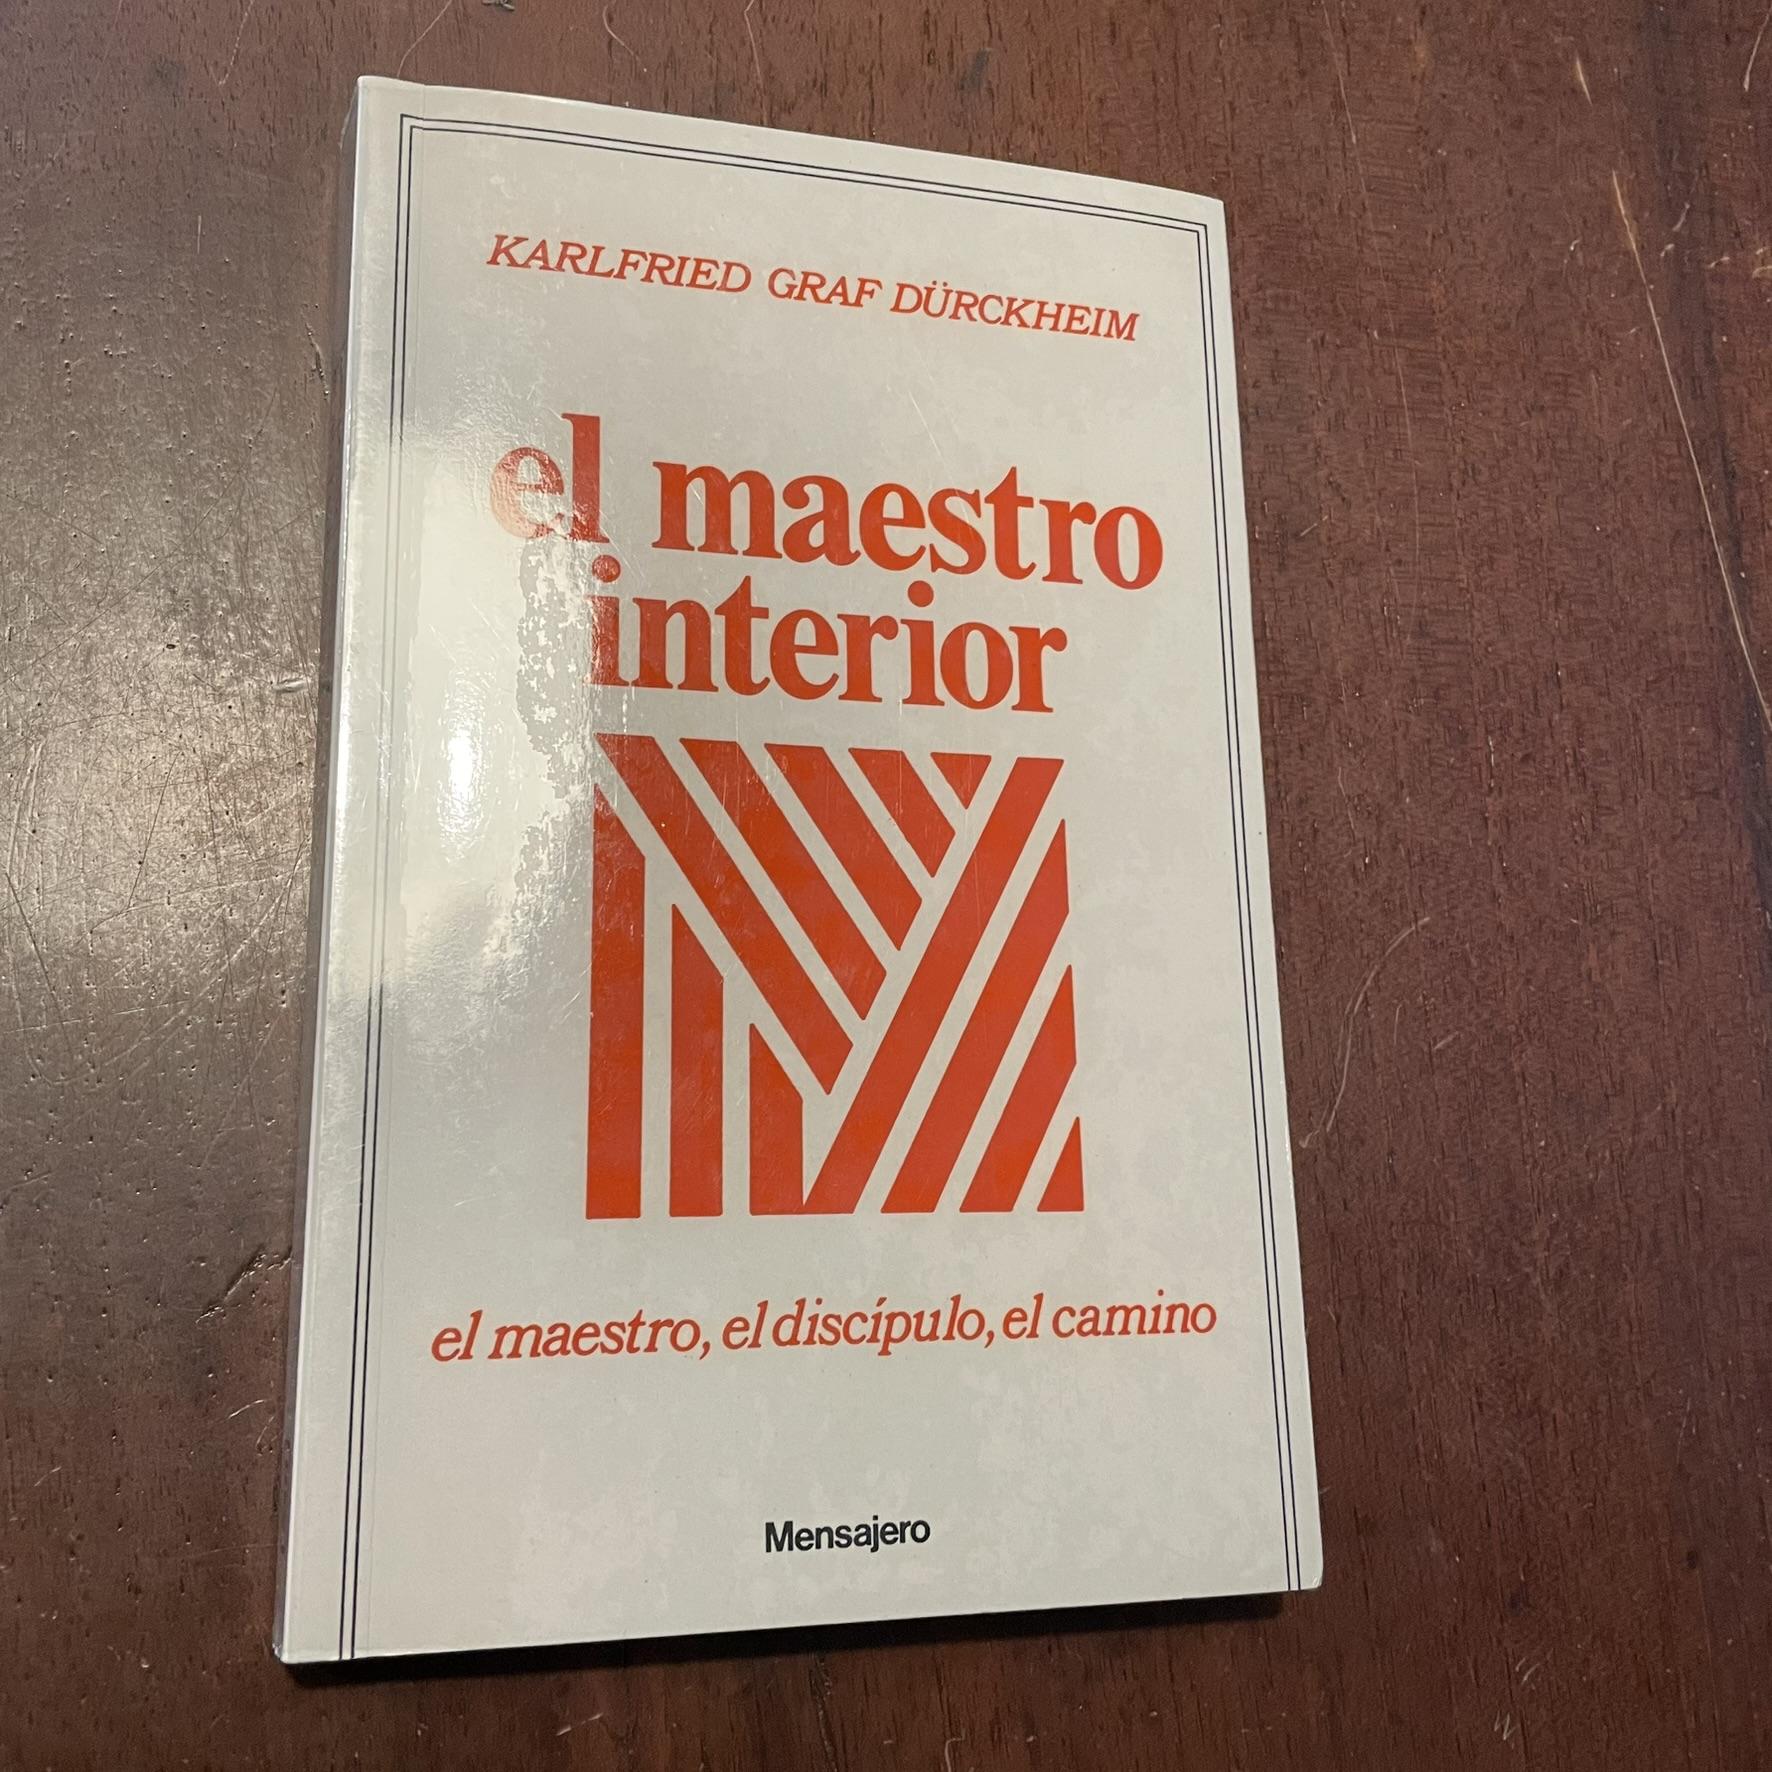 KARLFRIED GRAF DÜRCKHEIM
el maestro
interior
el maestro, el discípulo, el camino
Mensajero